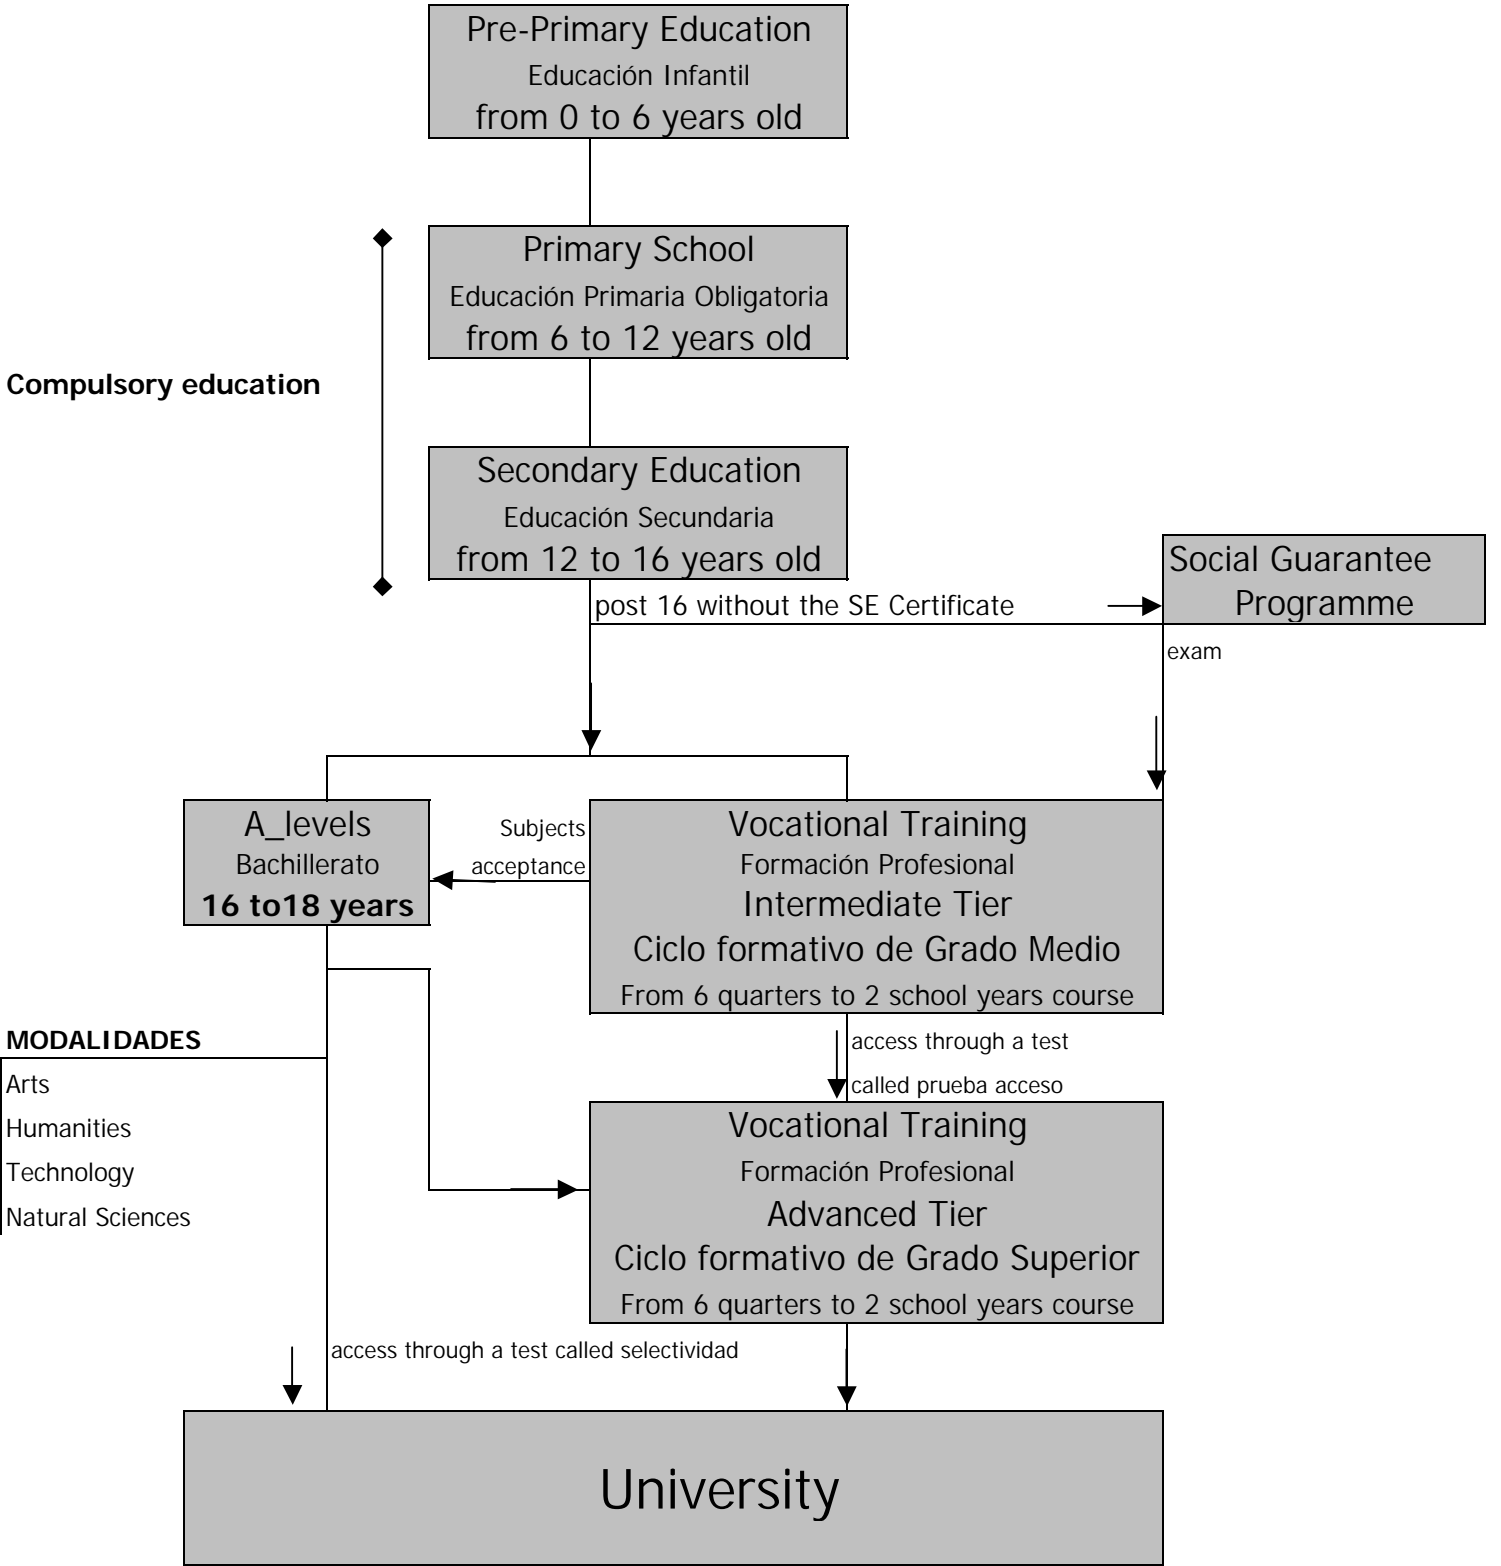 Pre-Primary Education
Educación Infantil
from 0 to 6 years old
Primary School
Educación Primaria Obligatoria
from 6 to 12 years old
Compulsory education
Secondary Education
Educación Secundaria
from 12 to 16 years old
Social Guarantee
Programme
post 16 without the SE Certificate
exam
A_levels
Bachillerato
16 to18 years
Subjects
acceptance
Vocational Training
Formación Profesional
Intermediate Tier
Ciclo formativo de Grado Medio
From 6 quarters to 2 school years course
MODALIDADES
Arts
Humanities
Technology
Natural Sciences
access through a test
called prueba acceso
Vocational Training
Formación Profesional
Advanced Tier
Ciclo formativo de Grado Superior
From 6 quarters to 2 school years course
access through a test called selectividad
University